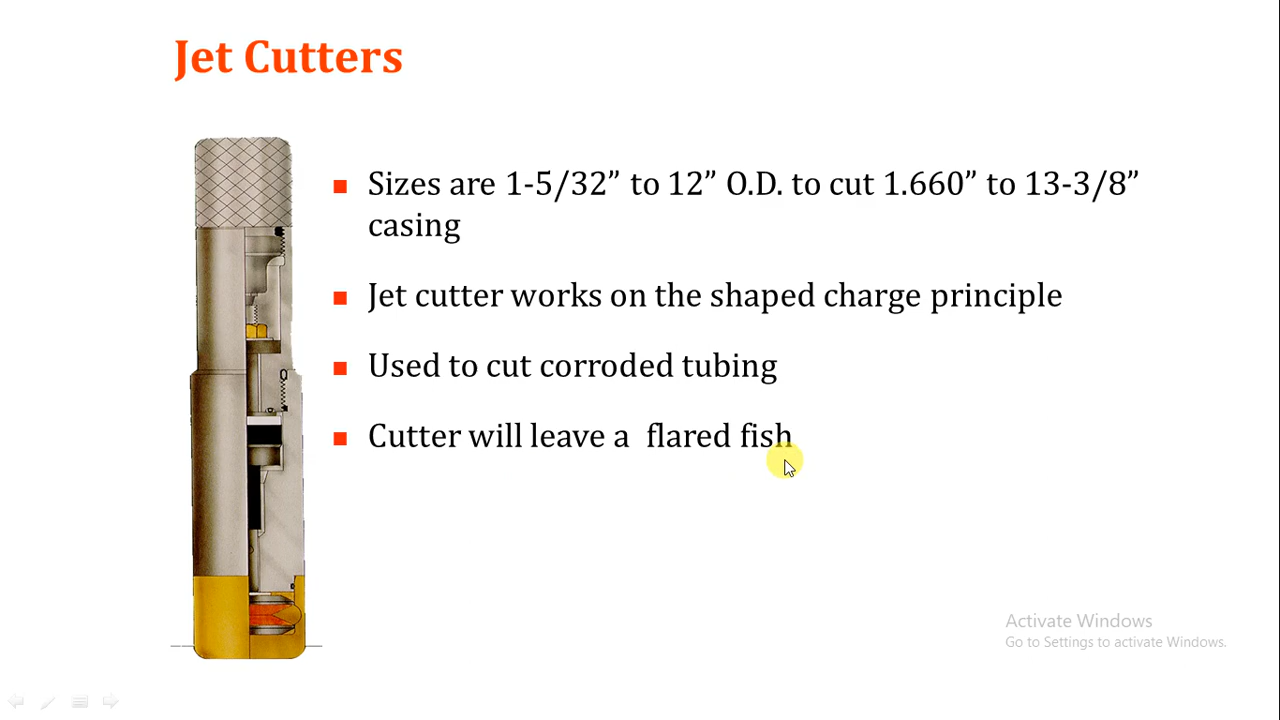 Jet Cutters
Sizes are 1-5/32” to 12” O.D. to cut 1.660” to 13-3/8”
casing
Jet cutter works on the shaped charge principle
Used to cut corroded tubing
Cutter will leave a  flared fish
Activate Windows
Go to Settings to activate Windows.